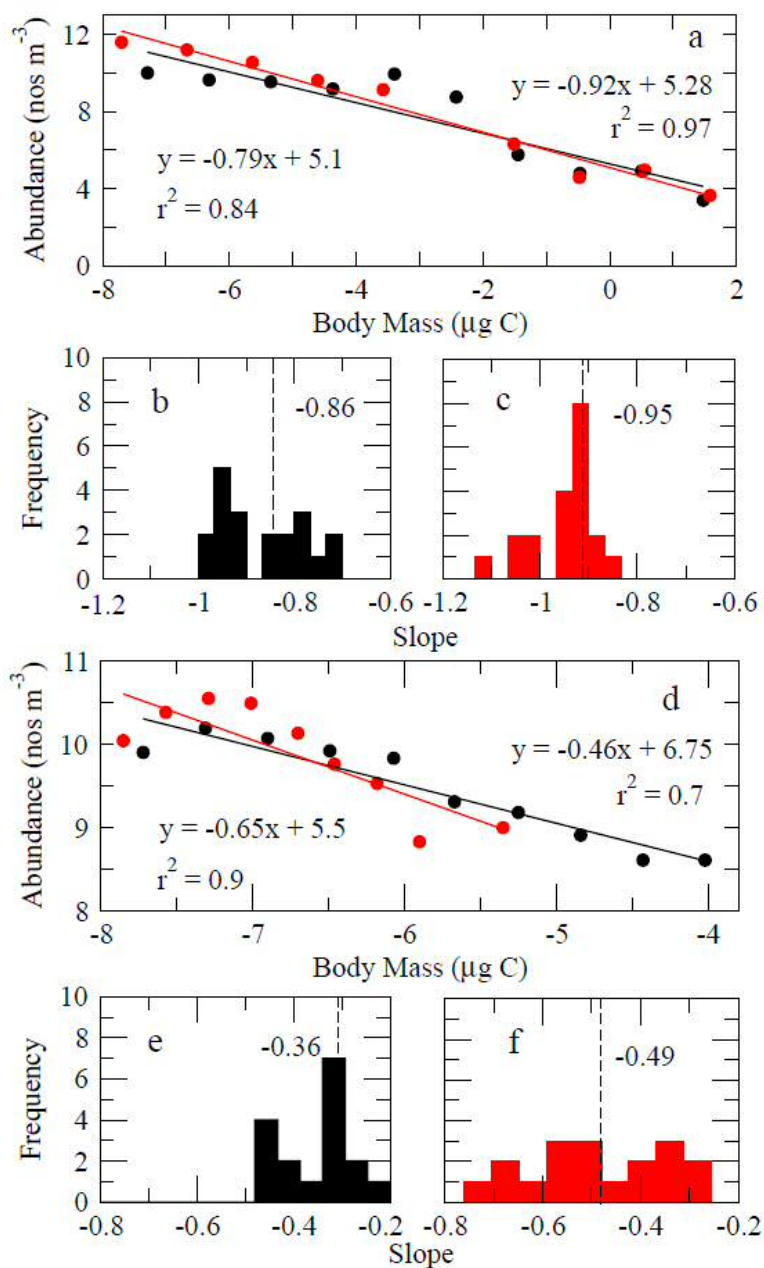 a
Abundance (nos m⁻³)
12
8
4
0
y = -0.92x + 5.28
r² = 0.97
y = -0.79x + 5.1
r² = 0.84
-8 -6 -4 -2 0 2
Body Mass (μg C)
b
Frequency
10
8
6
4
2
0
-0.86
-1.2 -1 -0.8 -0.6
c
-0.95
-1.2 -1 -0.8 -0.6
Slope
d
Abundance (nos m⁻³)
11
10
9
8
y = -0.46x + 6.75
r² = 0.7
y = -0.65x + 5.5
r² = 0.9
-8 -7 -6 -5 -4
Body Mass (μg C)
e
Frequency
10
8
6
4
2
0
-0.36
-0.8 -0.6 -0.4 -0.2
f
-0.49
-0.8 -0.6 -0.4 -0.2
Slope